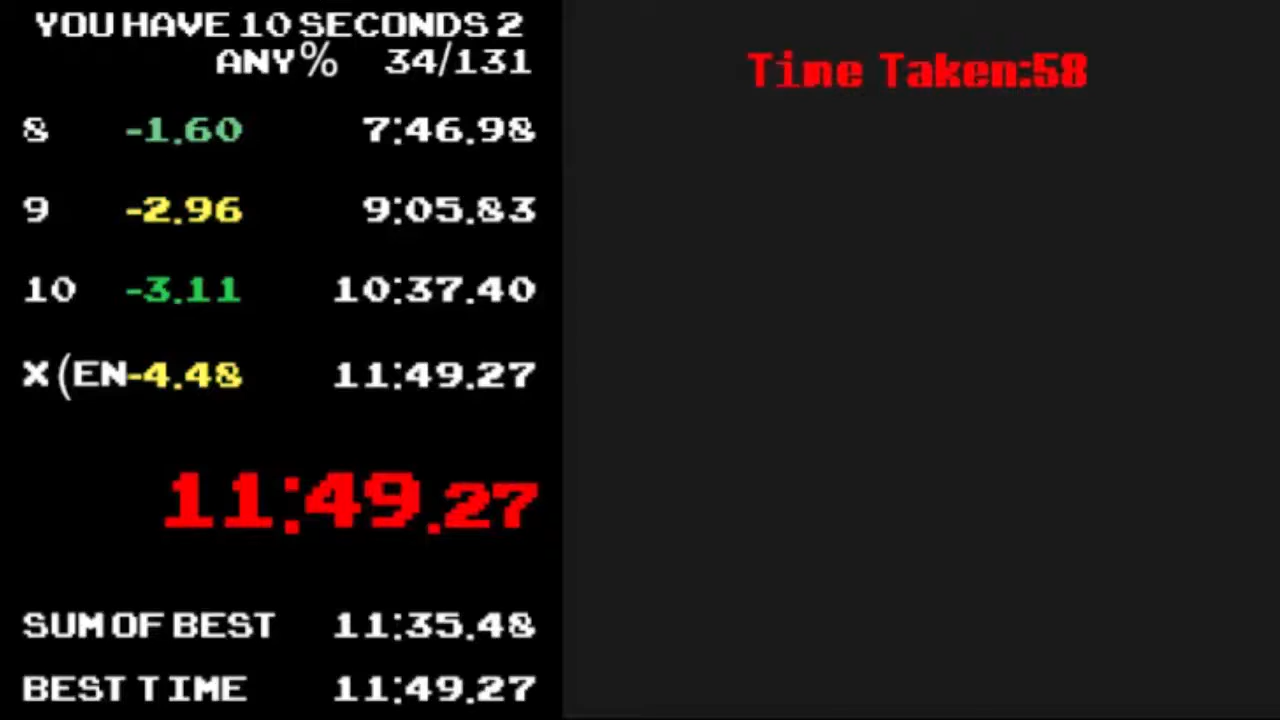 YOU HAVE 10 SECONDS 2
ANY% 34/131
8 -1.60 7:46.98
9 -2.96 9:05.83
10 -3.11 10:37.40
X (EN-4.48 11:49.27
11:49.27
SUM OF BEST 11:35.48
BEST TIME 11:49.27
Time Taken:58